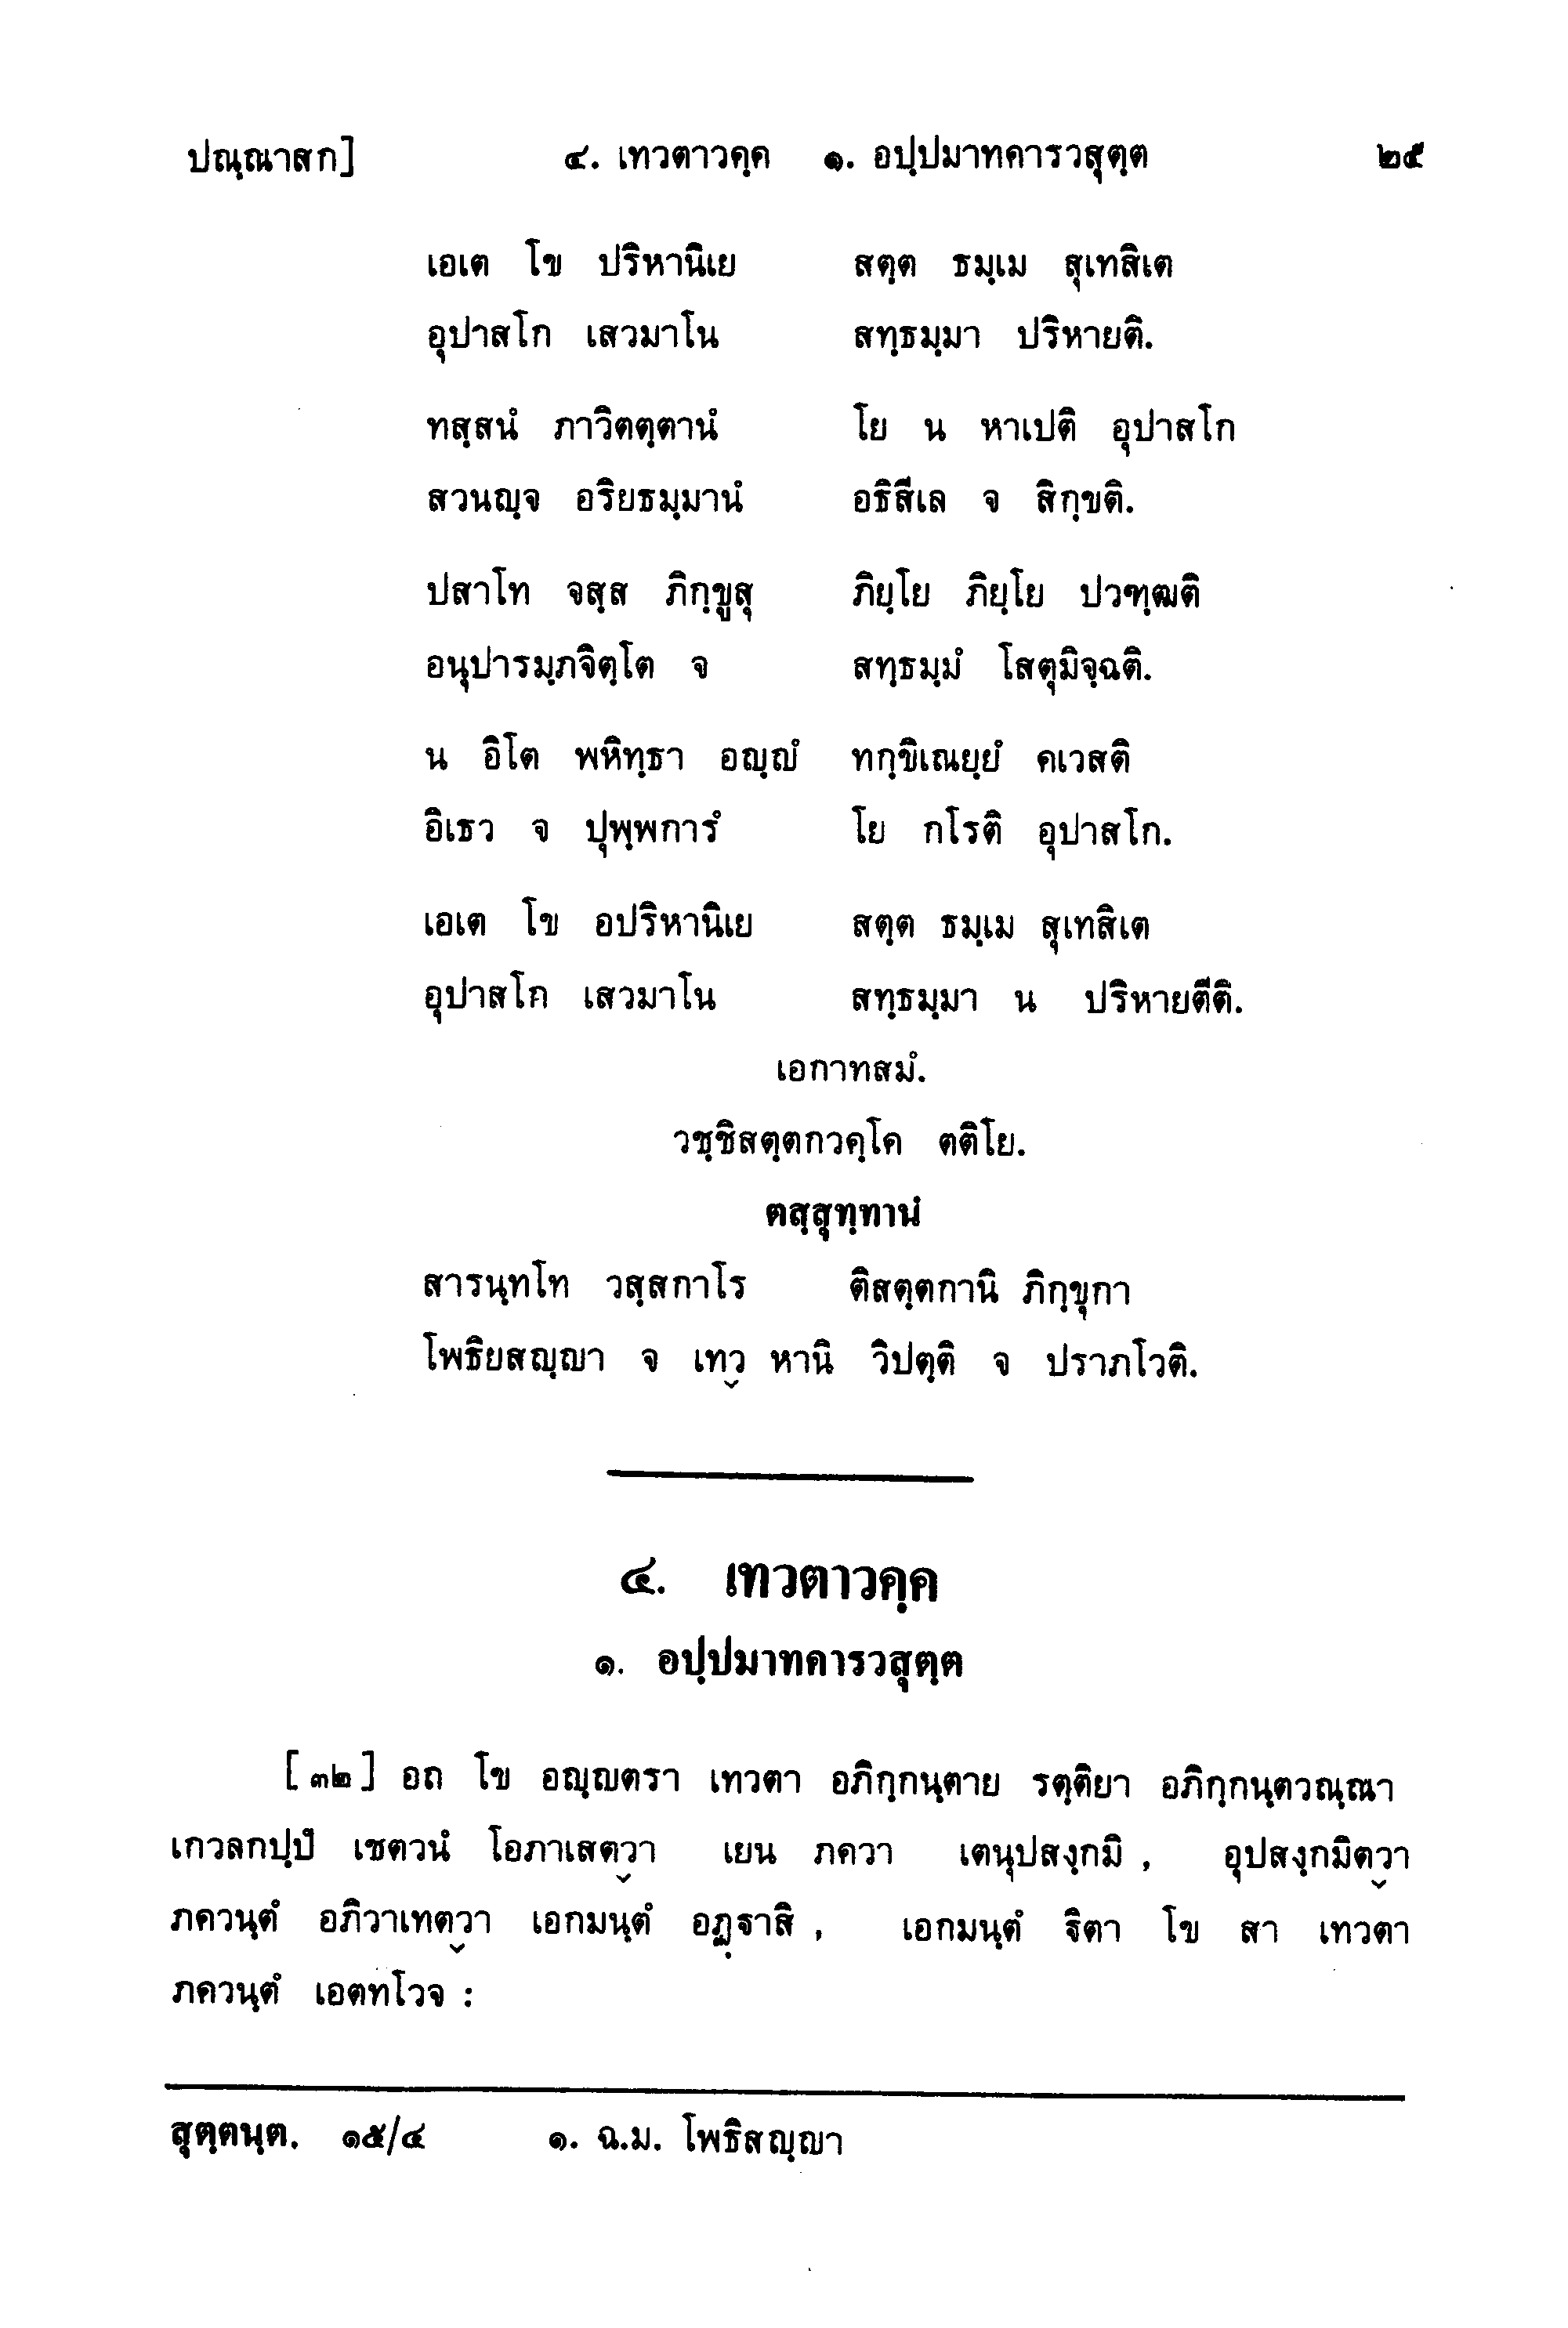 ปณฺณาสก] ๔. เทวตาวคฺค ๑. อปฺปมาทคารวสุตฺต ๒๕
เอเต โข ปริหานิเย สตฺต ธมฺเม สุเทสิเต
อุปาสโก เสวมาโน สทฺธมฺมา ปริหายติ.
ทสฺสนํ ภาวิตตฺตานํ โย น หาเปติ อุปาสโก
สวนญฺจ อริยธมฺมานํ อธิสีเล จ สิกฺขติ.
ปสาโท จสฺส ภิกฺขูสุ ภิยฺโย ภิยฺโย ปวฑฺฒติ
อนุปารมฺภจิตฺโต จ สทฺธมฺมํ โสตุมิจฺฉติ.
น อิโต พหิทฺธา อญฺญํ ทกฺขิเณยฺยํ คเวสติ
อิเธว จ ปุพฺพการํ โย กโรติ อุปาสโก.
เอเต โข อปริหานิเย สตฺต ธมฺเม สุเทสิเต
อุปาสโก เสวมาโน สทฺธมฺมา น ปริหายตีติ.
เอกาทสมํ.
วชฺชิสตฺตกวคฺโค ตติโย.
ตสฺสุทฺทานํ
สารนฺทโท วสฺสกาโร ติสตฺตกานิ ภิกฺขุกา
โพธิยสญฺญา จ เทฺว หานิ วิปตฺติ จ ปราภโวติ.
๔. เทวตาวคฺค
๑. อปฺปมาทคารวสุตฺต
[๓๒] อถ โข อญฺญตรา เทวตา อภิกฺกนฺตาย รตฺติยา อภิกฺกนฺตวณฺณา
เกวลกปฺปํ เชตวนํ โอภาเสตฺวา เยน ภควา เตนุปสงฺกมิ, อุปสงฺกมิตฺวา
ภควนฺตํ อภิวาเทตฺวา เอกมนฺตํ อฏฺฐาสิ, เอกมนฺตํ ฐิตา โข สา เทวตา
ภควนฺตํ เอตทโวจ :
สุตฺตนฺต. ๑๕/๔ ๑. ฉ.ม. โพธิสญฺญา